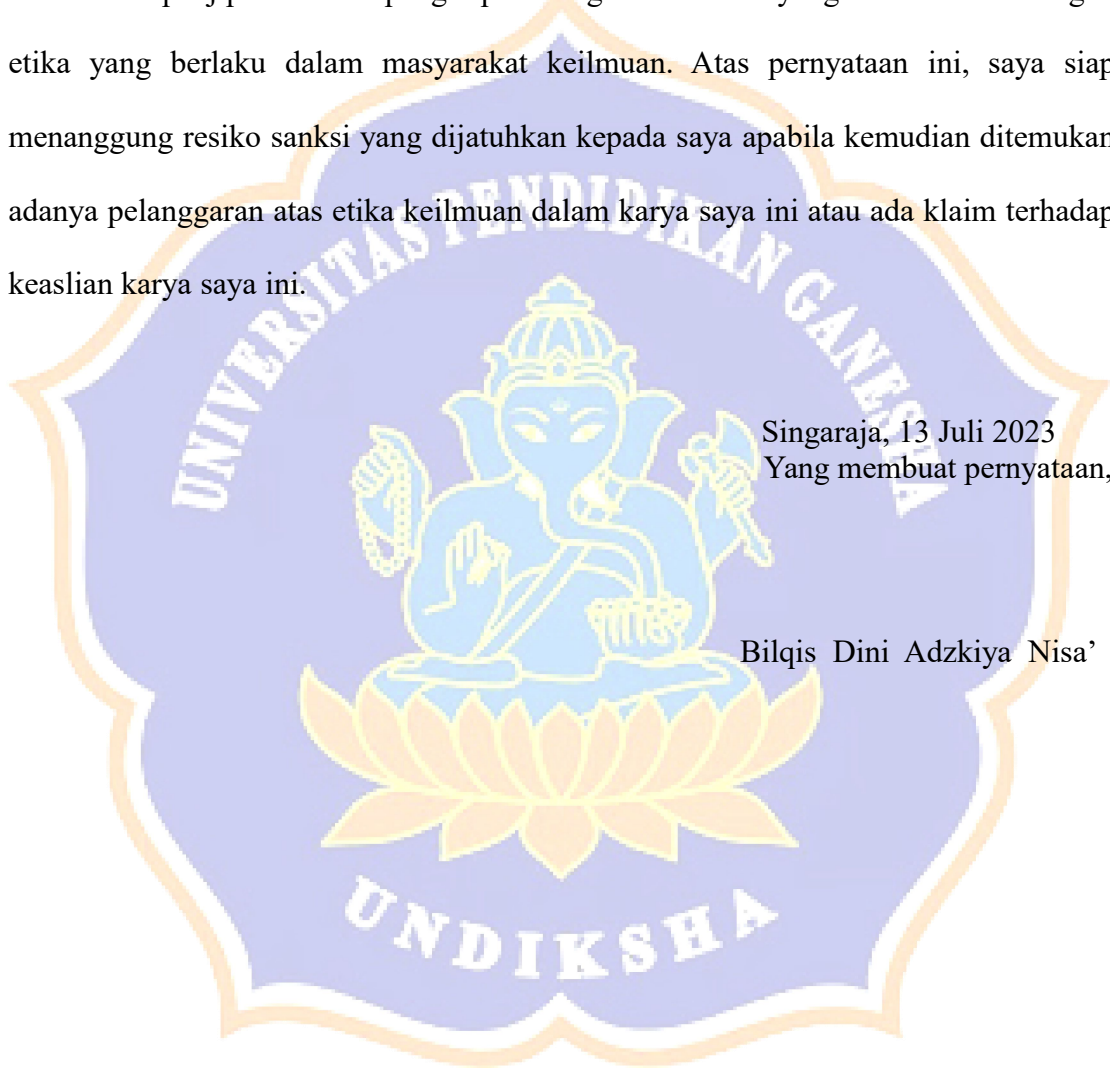 etika yang berlaku dalam masyarakat keilmuan. Atas pernyataan ini, saya siap
menanggung resiko sanksi yang dijatuhkan kepada saya apabila kemudian ditemukan
adanya pelanggaran atas etika keilmuan dalam karya saya ini atau ada klaim terhadap
keaslian karya saya ini.
UNIVERSITAS PENDIDIKAN GANESHA
Singaraja, 13 Juli 2023
Yang membuat pernyataan,
Bilqis Dini Adzkiya Nisa’
UNDIKSHA